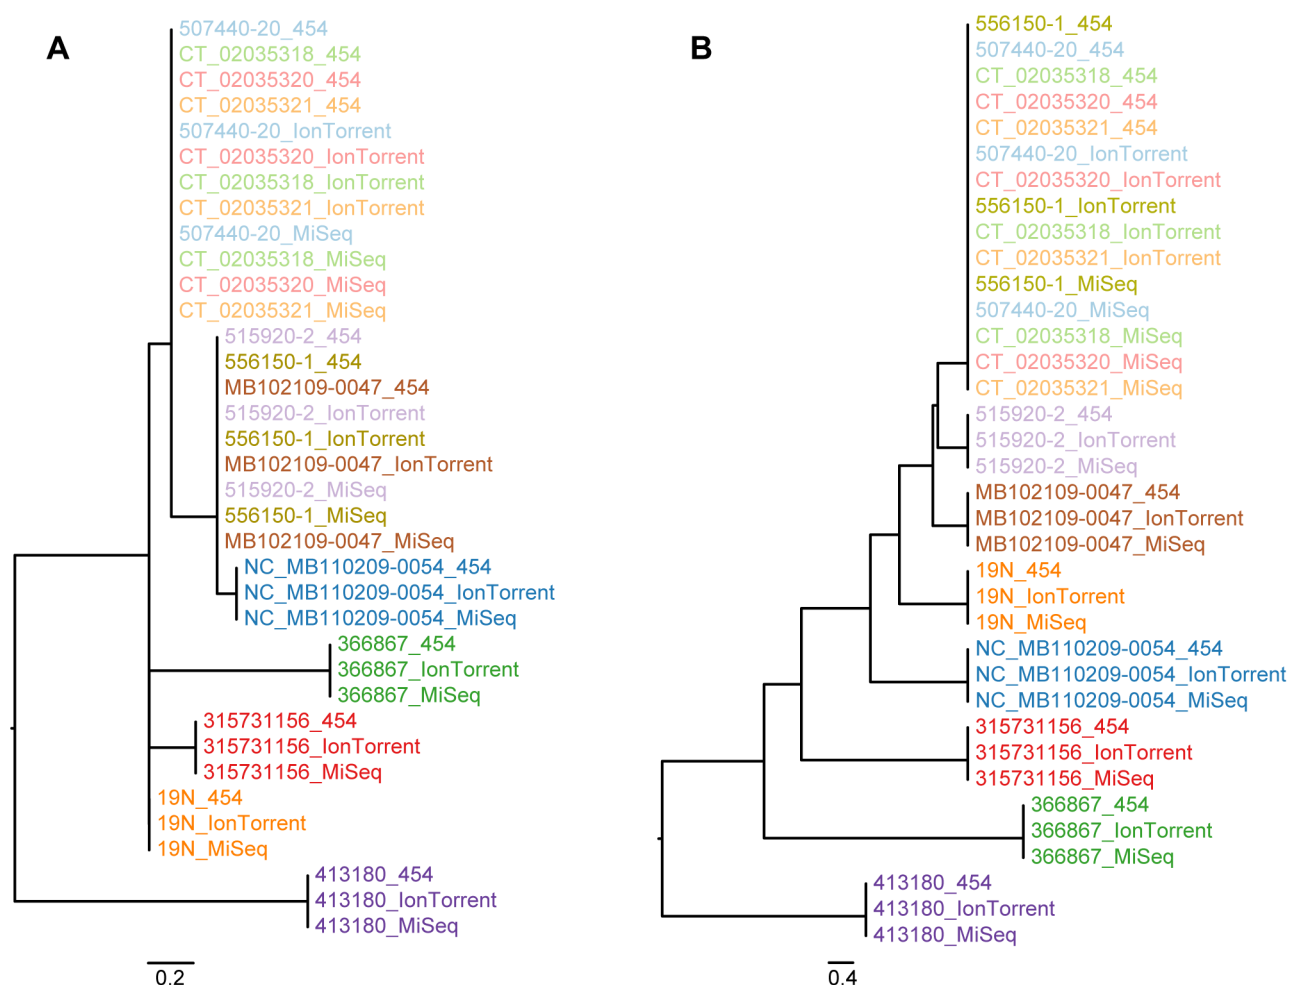 A
507440-20_454
CT_02035318_454
CT_02035320_454
CT_02035321_454
507440-20_IonTorrent
CT_02035320_IonTorrent
CT_02035318_IonTorrent
CT_02035321_IonTorrent
507440-20_MiSeq
CT_02035318_MiSeq
CT_02035320_MiSeq
CT_02035321_MiSeq
515920-2_454
556150-1_454
MB102109-0047_454
515920-2_IonTorrent
556150-1_IonTorrent
MB102109-0047_IonTorrent
515920-2_MiSeq
556150-1_MiSeq
MB102109-0047_MiSeq
NC_MB110209-0054_454
NC_MB110209-0054_IonTorrent
NC_MB110209-0054_MiSeq
366867_454
366867_IonTorrent
366867_MiSeq
315731156_454
315731156_IonTorrent
315731156_MiSeq
19N_454
19N_IonTorrent
19N_MiSeq
413180_454
413180_IonTorrent
413180_MiSeq
0.2
B
556150-1_454
507440-20_454
CT_02035318_454
CT_02035320_454
CT_02035321_454
507440-20_IonTorrent
CT_02035320_IonTorrent
556150-1_IonTorrent
CT_02035318_IonTorrent
CT_02035321_IonTorrent
556150-1_MiSeq
507440-20_MiSeq
CT_02035318_MiSeq
CT_02035320_MiSeq
CT_02035321_MiSeq
515920-2_454
515920-2_IonTorrent
515920-2_MiSeq
MB102109-0047_454
MB102109-0047_IonTorrent
MB102109-0047_MiSeq
19N_454
19N_IonTorrent
19N_MiSeq
NC_MB110209-0054_454
NC_MB110209-0054_IonTorrent
NC_MB110209-0054_MiSeq
315731156_454
315731156_IonTorrent
315731156_MiSeq
366867_454
366867_IonTorrent
366867_MiSeq
413180_454
413180_IonTorrent
413180_MiSeq
0.4